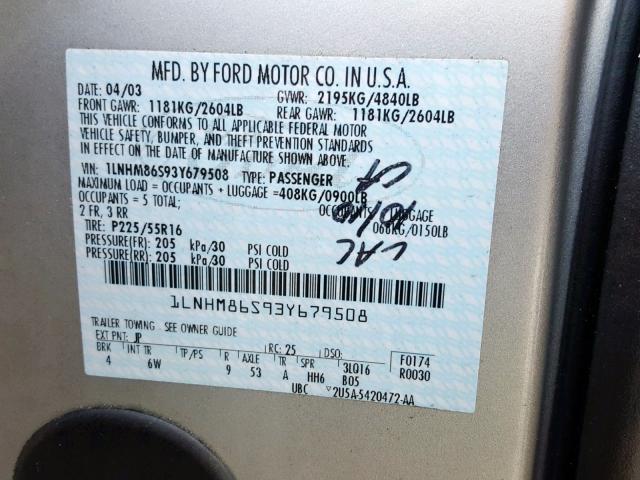 MFD. BY FORD MOTOR CO. IN U.S.A.
DATE 04/03 GVWR: 2195KG/4840LB
FRONT GAWR: 1181KG/2604LB REAR GAWR: 1181KG/2604LB
THIS VEHICLE CONFORMS TO ALL APPLICABLE FEDERAL MOTOR
VEHICLE SAFETY, BUMPER, AND THEFT PREVENTION STANDARDS
IN EFFECT ON THE DATE OF MANUFACTURE SHOWN ABOVE.
VIN: 1LNHM86S93Y679508 TYPE: PASSENGER
MAXIMUM LOAD = OCCUPANTS + LUGGAGE = 408KG/0900LB
OCCUPANTS = 5 TOTAL; OCCUPANTS LUGGAGE
2 FR, 3 RR 068KG/0150LB
TIRE: P225/55R16
PRESSURE(FR): 205 kPa/30 PSI COLD
PRESSURE(RR): 205 kPa/30 PSI COLD
1LNHM86S93Y679508
TRAILER TOWING SEE OWNER GUIDE
EXT PNT: JP RC: 25 DSO: F0174
BRK INT TR TP/PS R AXLE TR SPR 3LQ16 R0030
4 6W 9 53 A HH6 B05
UBC 2U5A-5420472-AA